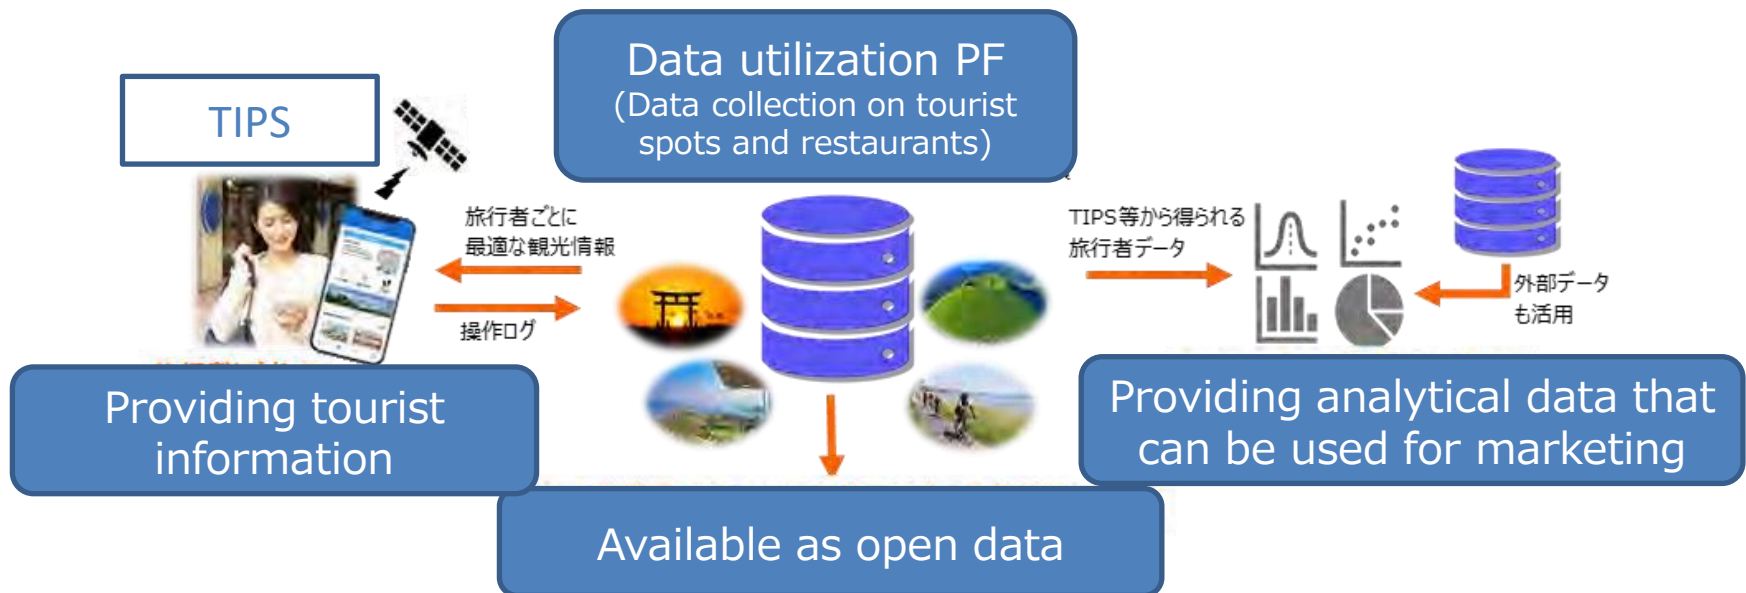 Data utilization PF
(Data collection on tourist
spots and restaurants)
TIPS
旅行者ごとに
最適な観光情報
操作ログ
TIPS等から得られる
旅行者データ
外部データ
も活用
Providing tourist
information
Providing analytical data that
can be used for marketing
Available as open data